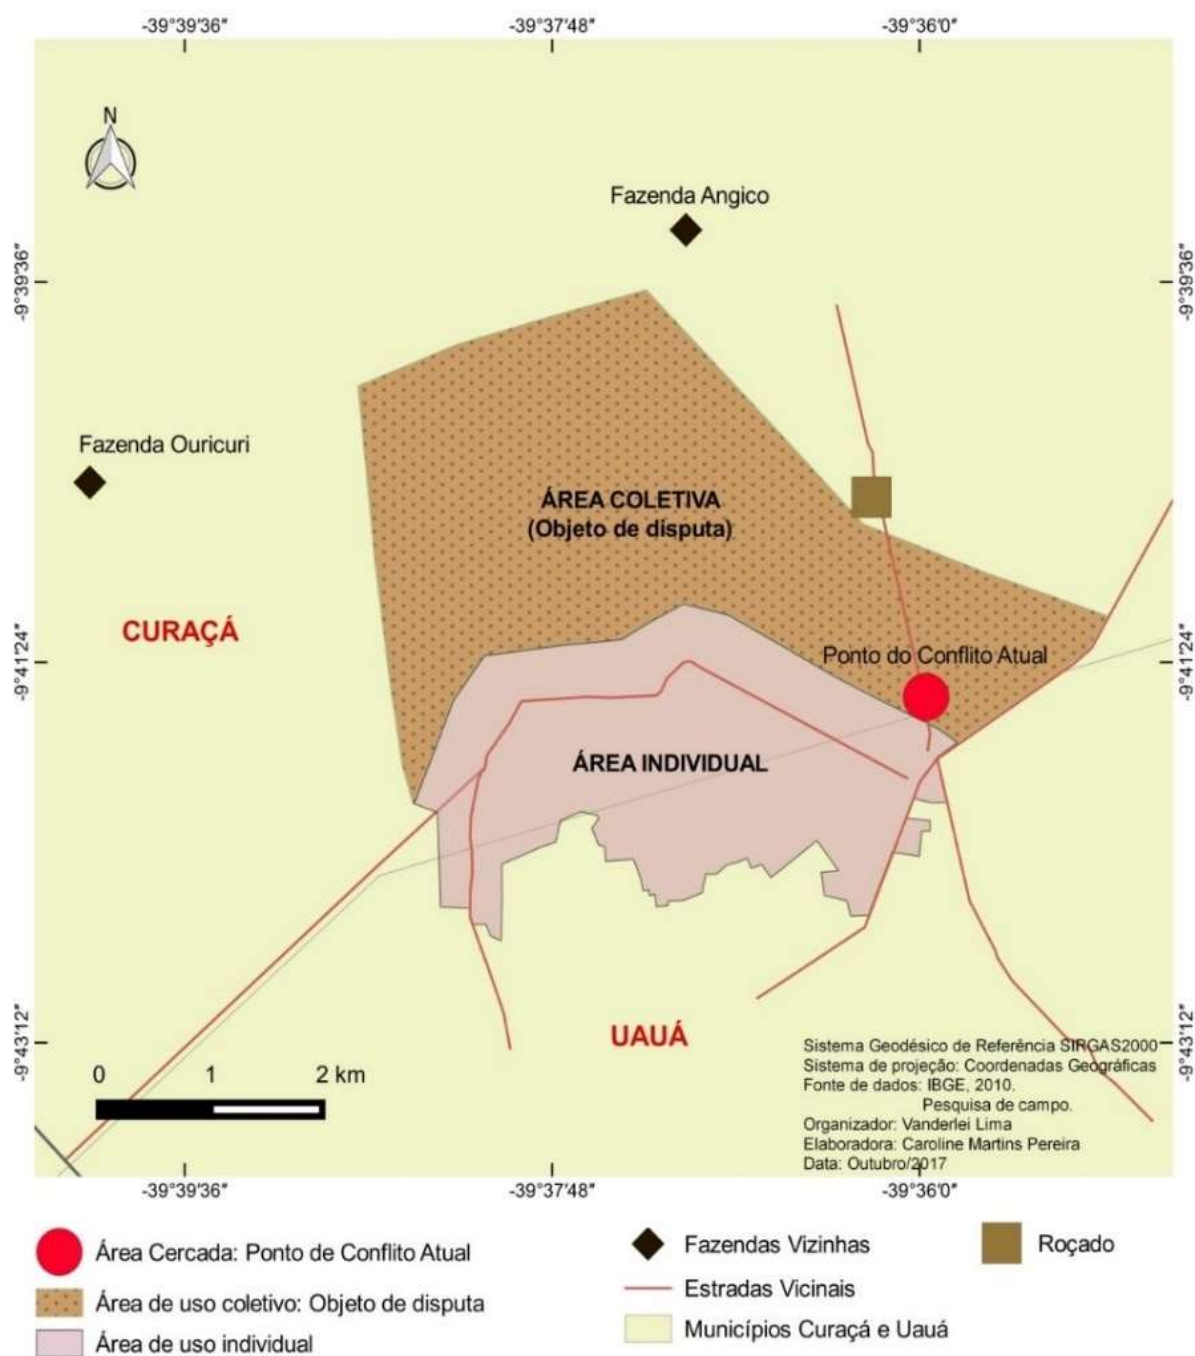 -39°39'36" -39°37'48" -39°36'0"
N
Fazenda Angico
-9°39'36" -9°39'36"
Fazenda Ouricuri
ÁREA COLETIVA
(Objeto de disputa)
CURAÇÁ
Ponto do Conflito Atual
-9°41'24" -9°41'24"
ÁREA INDIVIDUAL
UAUÁ
-9°43'12" -9°43'12"
0 1 2 km
Sistema Geodésico de Referência SIRGAS2000
Sistema de projeção: Coordenadas Geográficas
Fonte de dados: IBGE, 2010.
Pesquisa de campo.
Organizador: Vanderlei Lima
Elaboradora: Caroline Martins Pereira
Data: Outubro/2017
-39°39'36" -39°37'48" -39°36'0"
Área Cercada: Ponto de Conflito Atual
Área de uso coletivo: Objeto de disputa
Área de uso individual
Fazendas Vizinhas
Estradas Vicinais
Municípios Curaçá e Uauá
Roçado